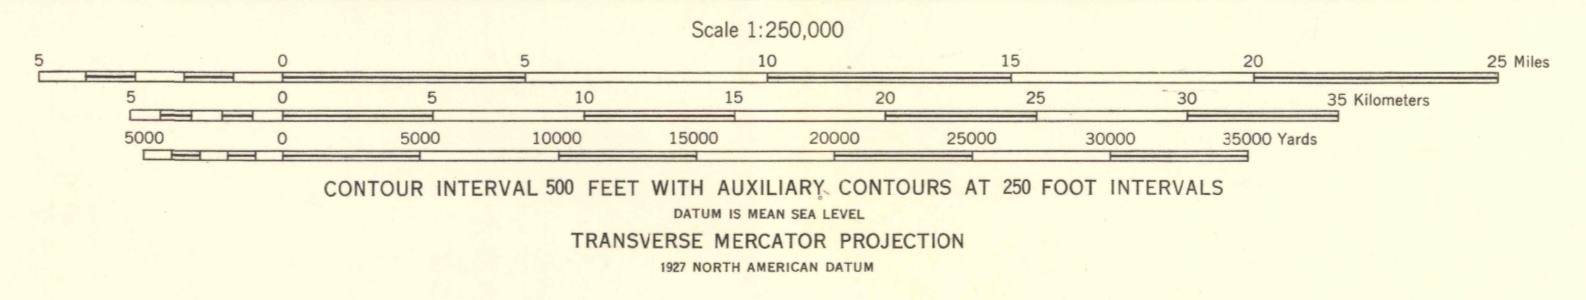 Scale 1:250,000
5 0 5 10 15 20 25 Miles
5 0 5 10 15 20 25 30 35 Kilometers
5000 0 5000 10000 15000 20000 25000 30000 35000 Yards
CONTOUR INTERVAL 500 FEET WITH AUXILIARY CONTOURS AT 250 FOOT INTERVALS
DATUM IS MEAN SEA LEVEL
TRANSVERSE MERCATOR PROJECTION
1927 NORTH AMERICAN DATUM